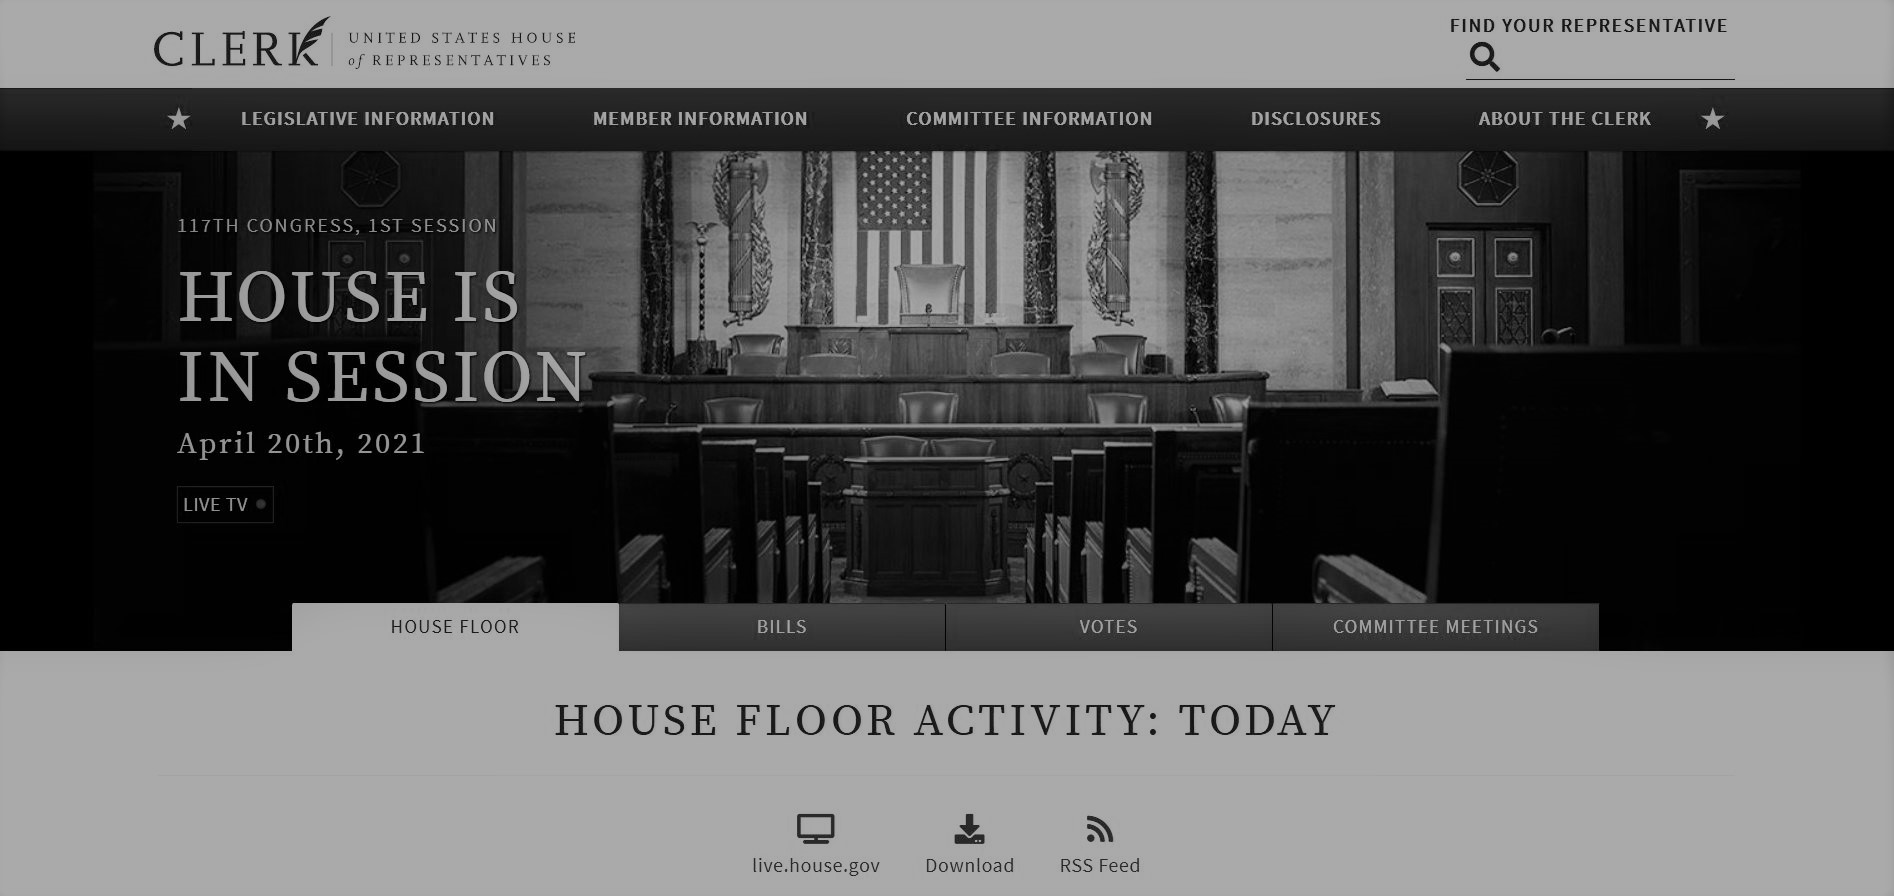 CLERK
UNITED STATES HOUSE
of REPRESENTATIVES
FIND YOUR REPRESENTATIVE
LEGISLATIVE INFORMATION
MEMBER INFORMATION
COMMITTEE INFORMATION
DISCLOSURES
ABOUT THE CLERK
117TH CONGRESS, 1ST SESSION
HOUSE IS
IN SESSION
April 20th, 2021
LIVE TV
HOUSE FLOOR
BILLS
VOTES
COMMITTEE MEETINGS
HOUSE FLOOR ACTIVITY: TODAY
live.house.gov
Download
RSS Feed